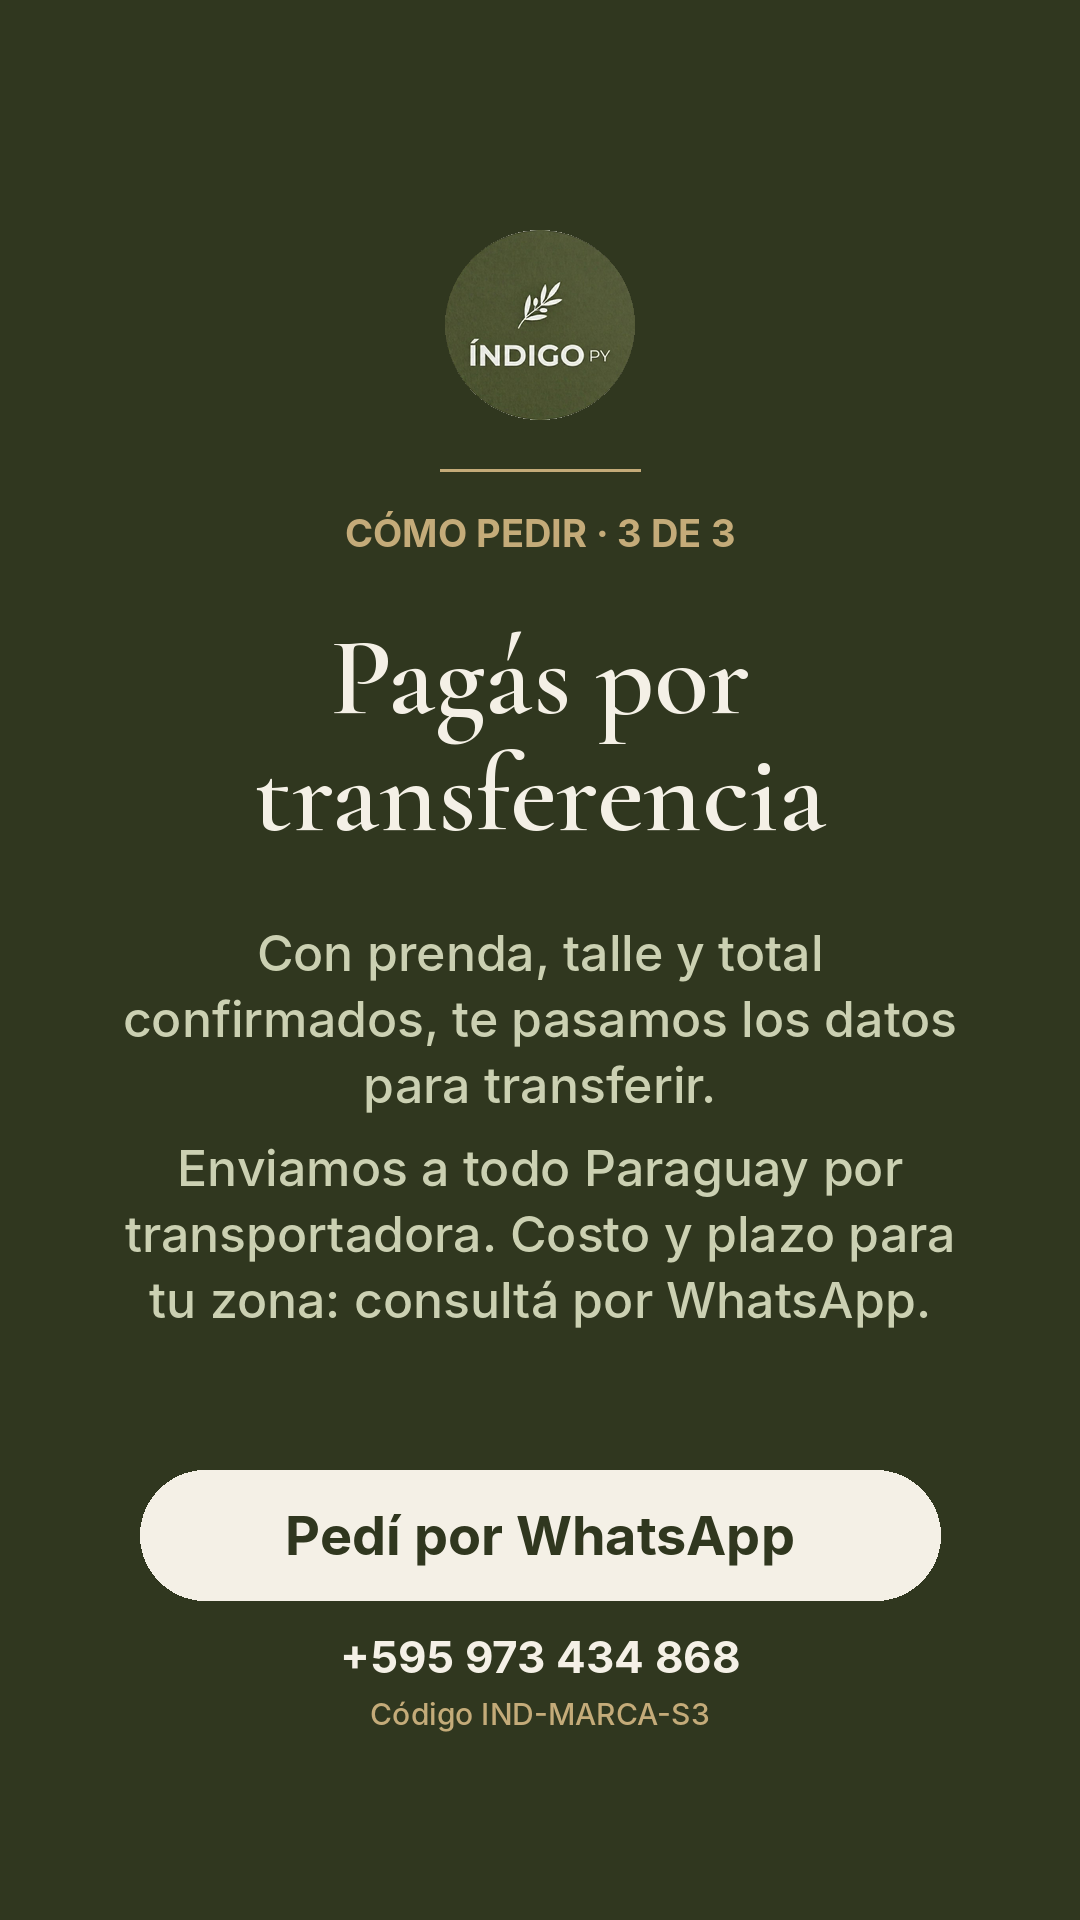 ÍNDIGO PY
CÓMO PEDIR · 3 DE 3
Pagás por
transferencia
Con prenda, talle y total
confirmados, te pasamos los datos
para transferir.
Enviamos a todo Paraguay por
transportadora. Costo y plazo para
tu zona: consultá por WhatsApp.
Pedí por WhatsApp
+595 973 434 868
Código IND-MARCA-S3